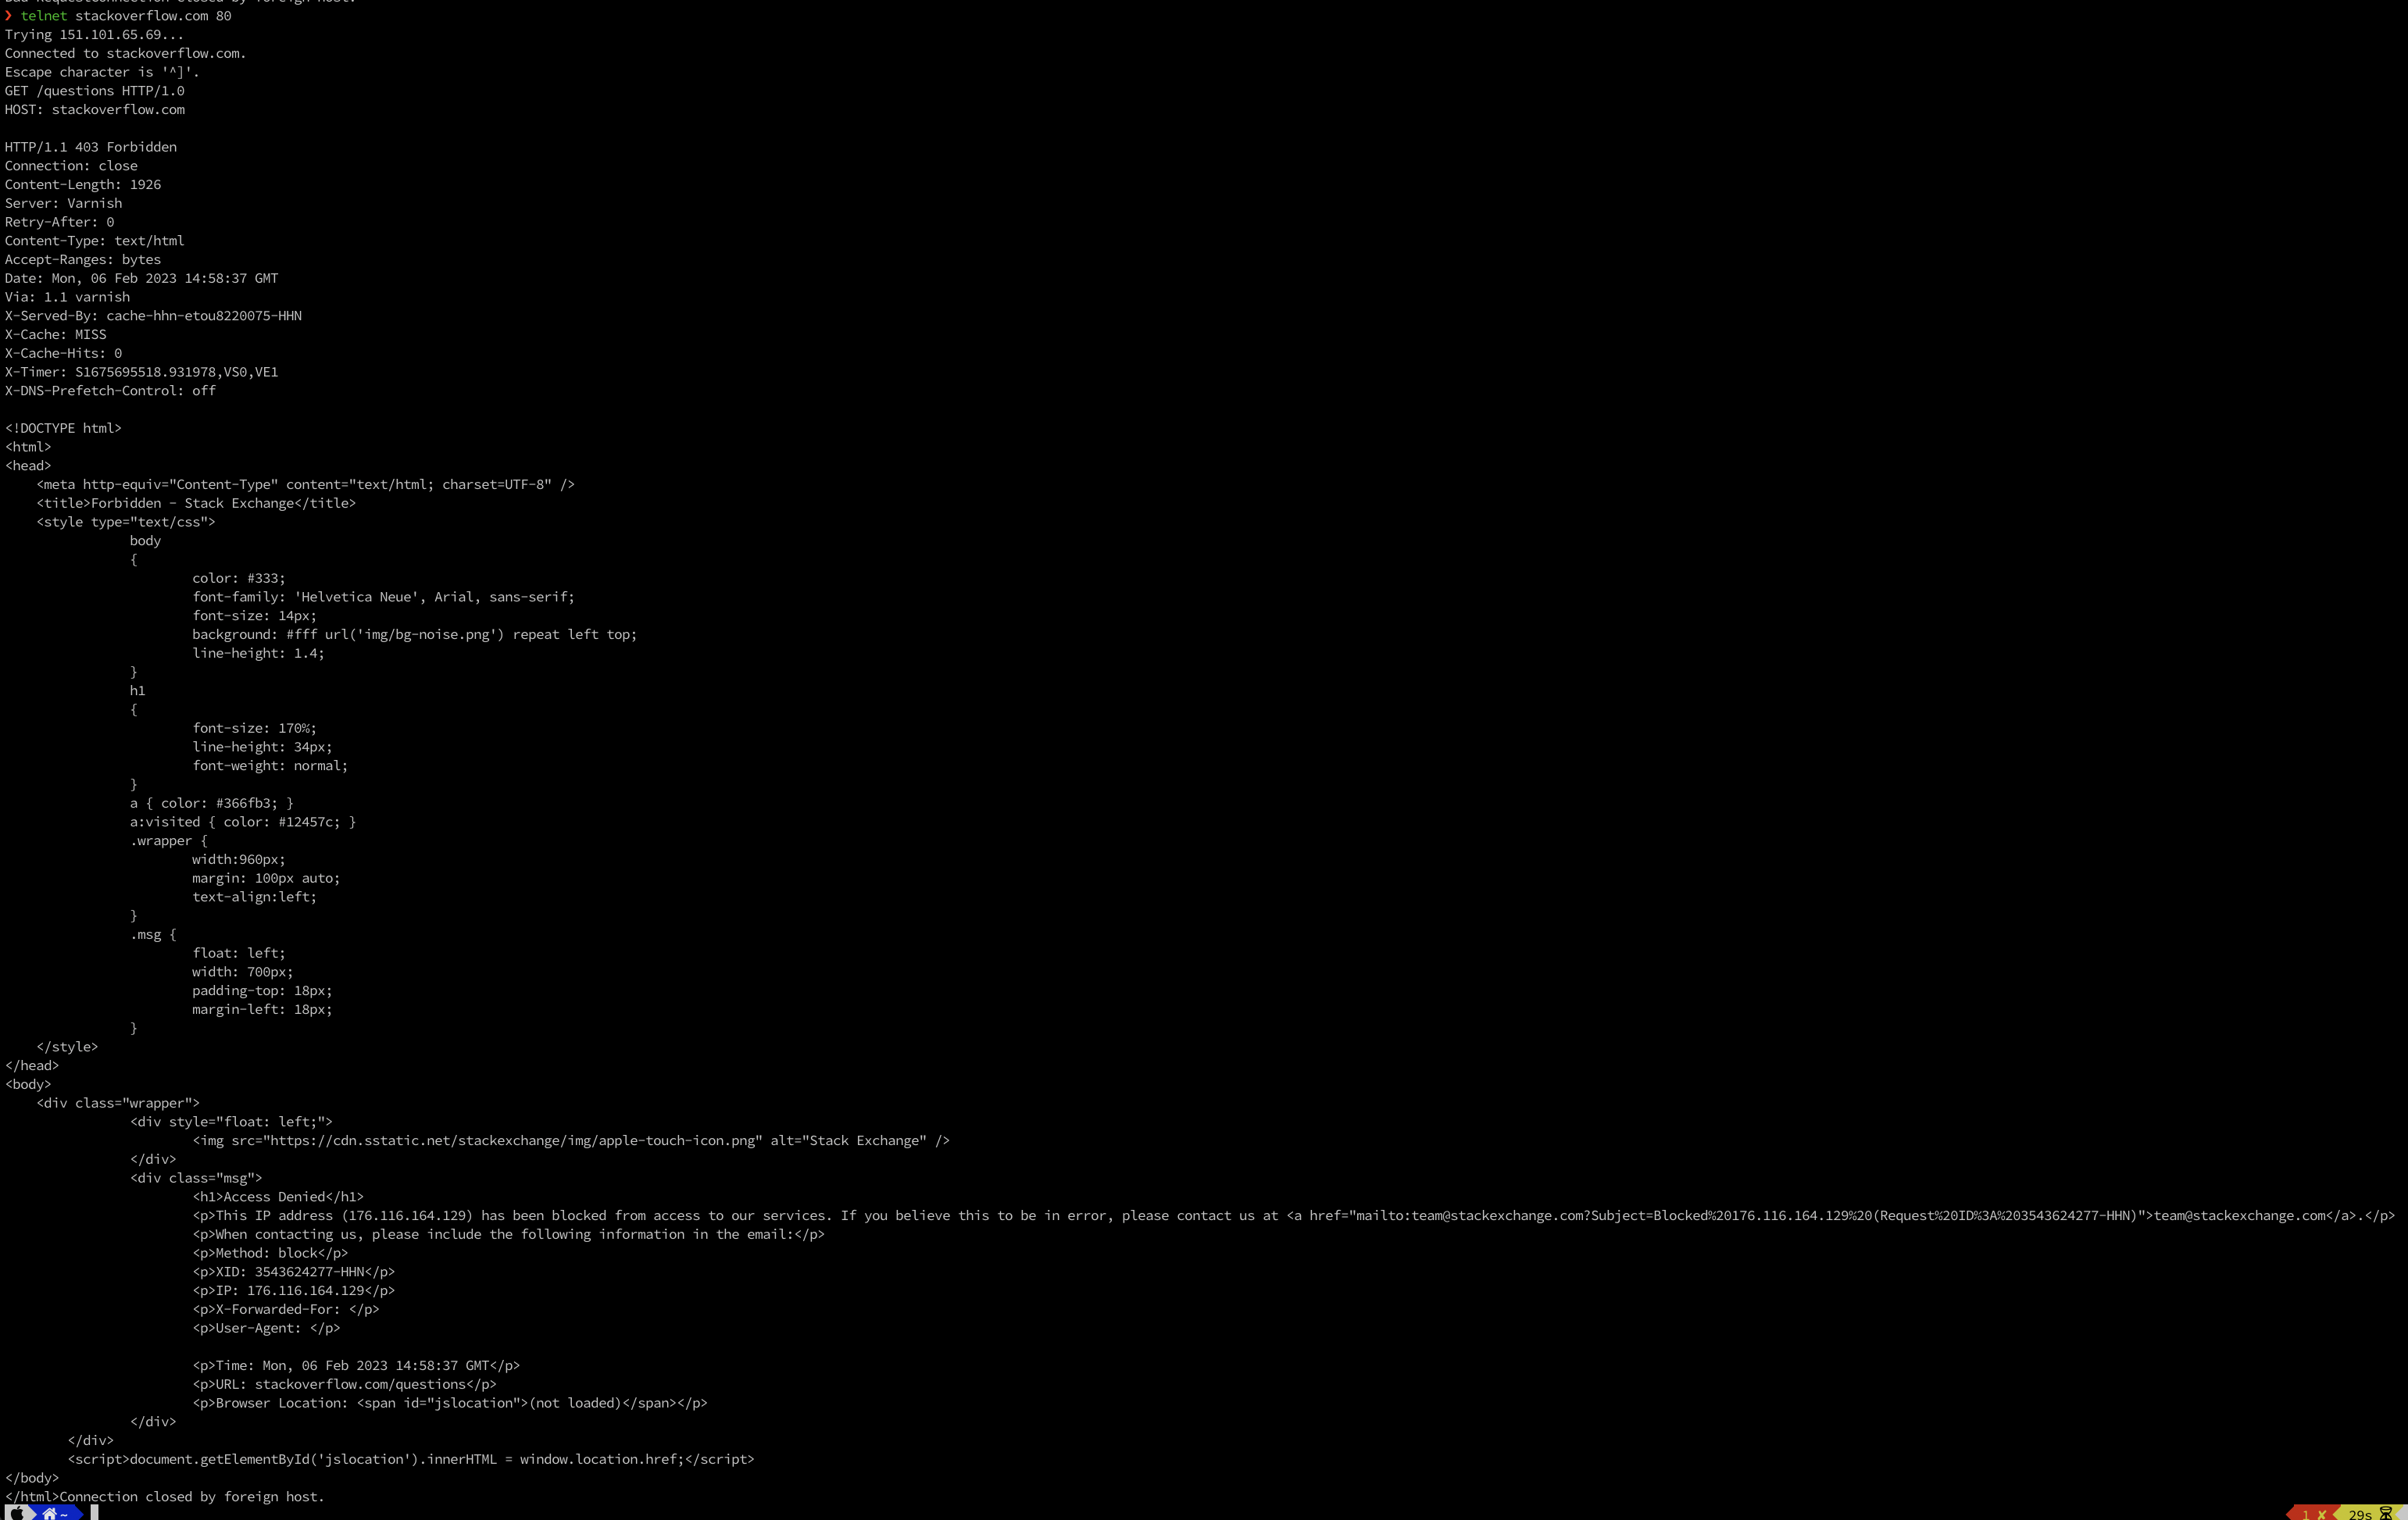 ❯ telnet stackoverflow.com 80
Trying 151.101.65.69...
Connected to stackoverflow.com.
Escape character is '^]'.
GET /questions HTTP/1.0
HOST: stackoverflow.com

HTTP/1.1 403 Forbidden
Connection: close
Content-Length: 1926
Server: Varnish
Retry-After: 0
Content-Type: text/html
Accept-Ranges: bytes
Date: Mon, 06 Feb 2023 14:58:37 GMT
Via: 1.1 varnish
X-Served-By: cache-hhn-etou8220075-HHN
X-Cache: MISS
X-Cache-Hits: 0
X-Timer: S1675695518.931978,VS0,VE1
X-DNS-Prefetch-Control: off

<!DOCTYPE html>
<html>
<head>
    <meta http-equiv="Content-Type" content="text/html; charset=UTF-8" />
    <title>Forbidden - Stack Exchange</title>
    <style type="text/css">
		body
		{
			color: #333;
			font-family: 'Helvetica Neue', Arial, sans-serif;
			font-size: 14px;
			background: #fff url('img/bg-noise.png') repeat left top;
			line-height: 1.4;
		}
		h1
		{
			font-size: 170%;
			line-height: 34px;
			font-weight: normal;
		}
		a { color: #366fb3; }
		a:visited { color: #12457c; }
		.wrapper {
			width:960px;
			margin: 100px auto;
			text-align:left;
		}
		.msg {
			float: left;
			width: 700px;
			padding-top: 18px;
			margin-left: 18px;
		}
    </style>
</head>
<body>
    <div class="wrapper">
		<div style="float: left;">
			<img src="https://cdn.sstatic.net/stackexchange/img/apple-touch-icon.png" alt="Stack Exchange" />
		</div>
		<div class="msg">
			<h1>Access Denied</h1>
			<p>This IP address (176.116.164.129) has been blocked from access to our services. If you believe this to be in error, please contact us at <a href="mailto:team@stackexchange.com?Subject=Blocked%20176.116.164.129%20(Request%20ID%3A%203543624277-HHN)">team@stackexchange.com</a>.</p>
			<p>When contacting us, please include the following information in the email:</p>
			<p>Method: block</p>
			<p>XID: 3543624277-HHN</p>
			<p>IP: 176.116.164.129</p>
			<p>X-Forwarded-For: </p>
			<p>User-Agent: </p>

			<p>Time: Mon, 06 Feb 2023 14:58:37 GMT</p>
			<p>URL: stackoverflow.com/questions</p>
			<p>Browser Location: <span id="jslocation">(not loaded)</span></p>
		</div>
	</div>
	<script>document.getElementById('jslocation').innerHTML = window.location.href;</script>
</body>
</html>Connection closed by foreign host.
~ 1 ✘ 29s